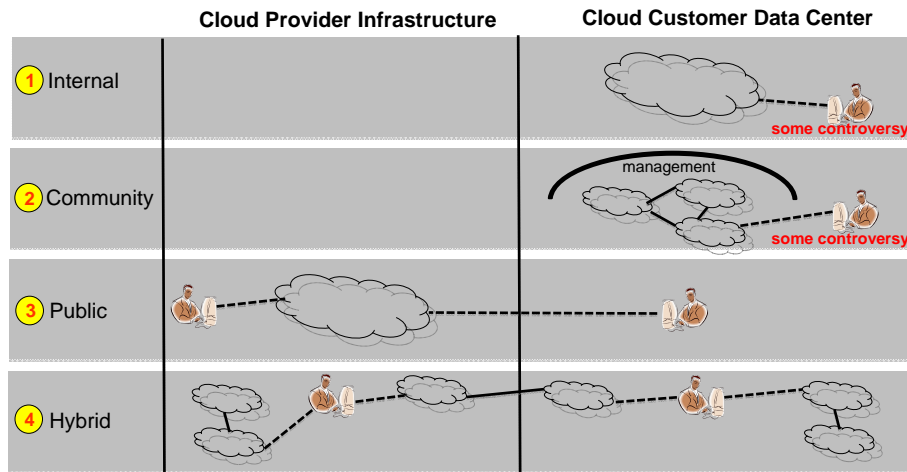 Cloud Provider Infrastructure
Cloud Customer Data Center
1 Internal
some controversy
management
2 Community
some controversy
3 Public
4 Hybrid